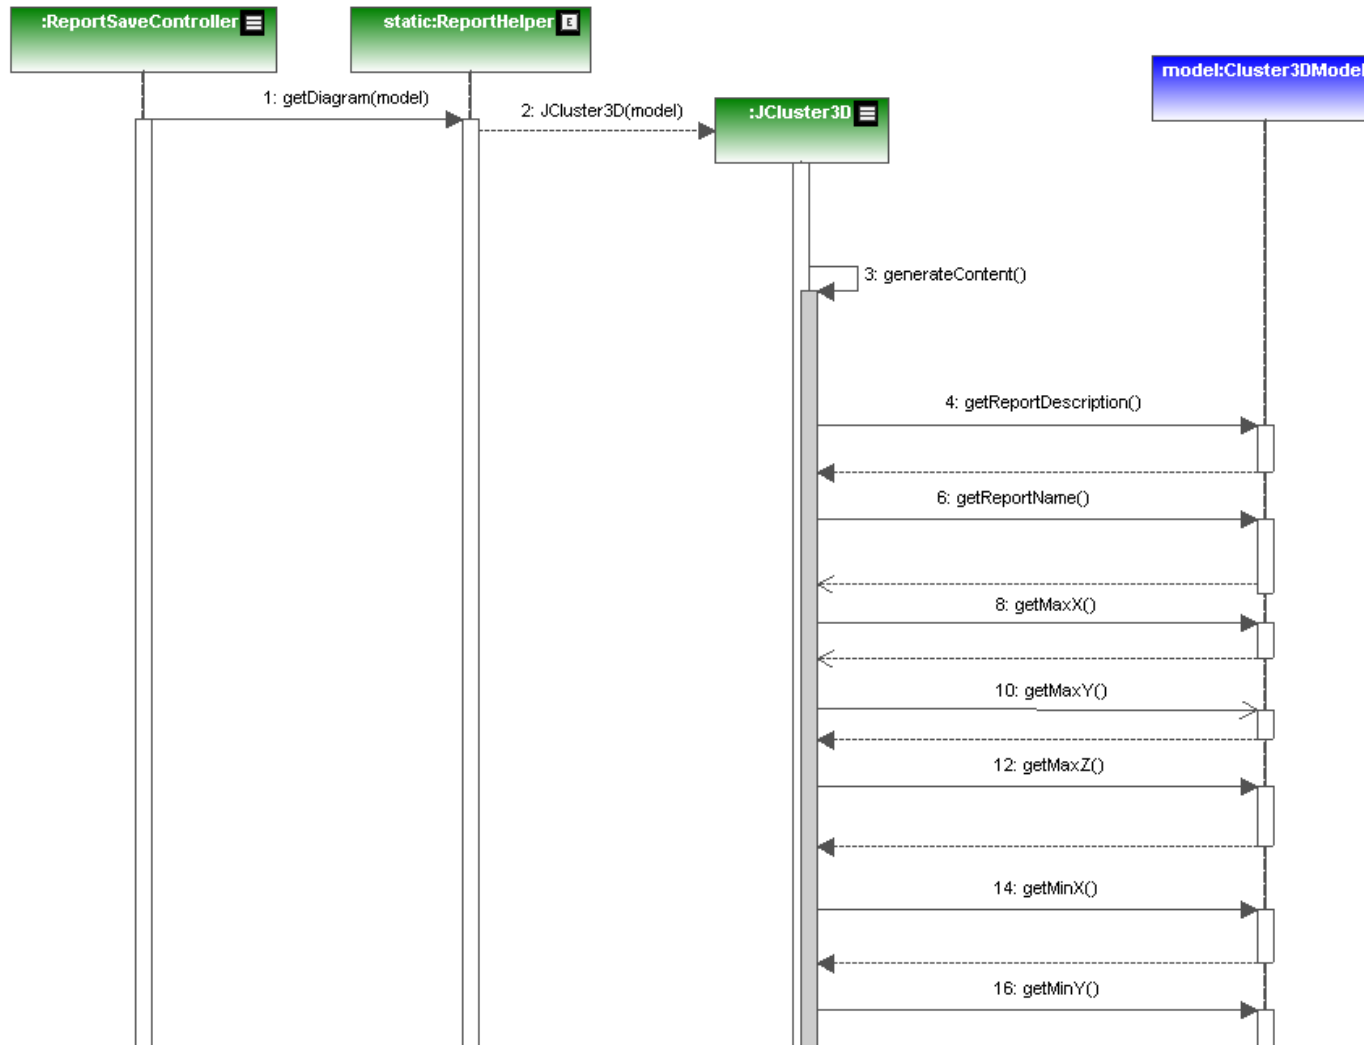 :ReportSaveController
static:ReportHelper E
model:Cluster3DModel
1: getDiagram(model)
2: JCluster3D(model)
:JCluster3D
3: generateContent()
4: getReportDescription()
6: getReportName()
8: getMaxX()
10: getMaxY()
12: getMaxZ()
14: getMinX()
16: getMinY()